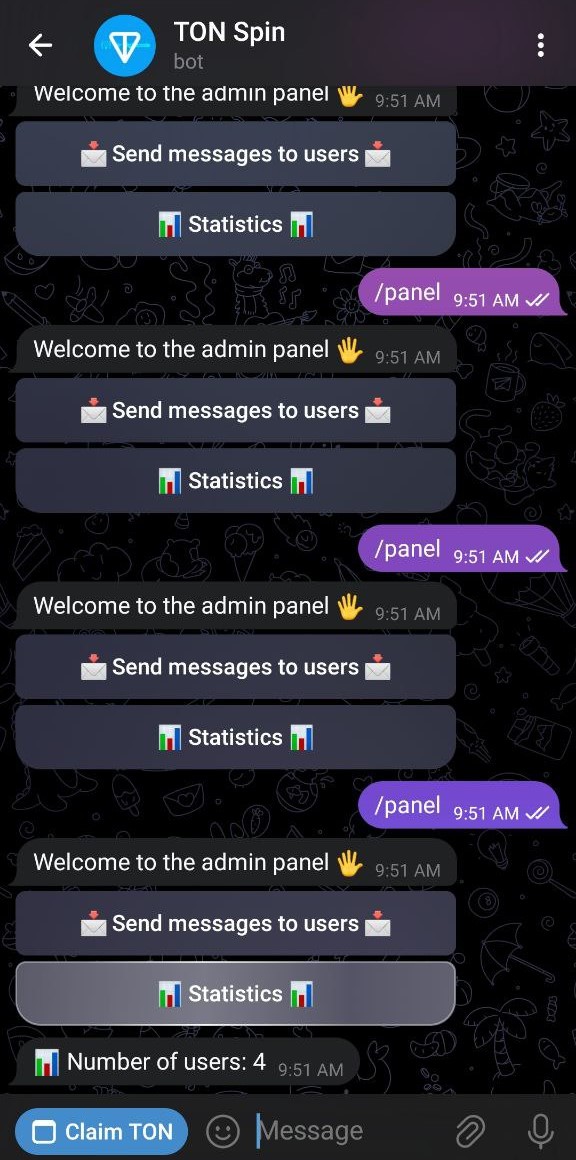 TON Spin
bot
Welcome to the admin panel 🖐 9:51 AM
📩 Send messages to users 📩
📊 Statistics 📊
/panel 9:51 AM
Welcome to the admin panel 🖐 9:51 AM
📩 Send messages to users 📩
📊 Statistics 📊
/panel 9:51 AM
Welcome to the admin panel 🖐 9:51 AM
📩 Send messages to users 📩
📊 Statistics 📊
/panel 9:51 AM
Welcome to the admin panel 🖐 9:51 AM
📩 Send messages to users 📩
📊 Statistics 📊
📊 Number of users: 4 9:51 AM
Claim TON Message